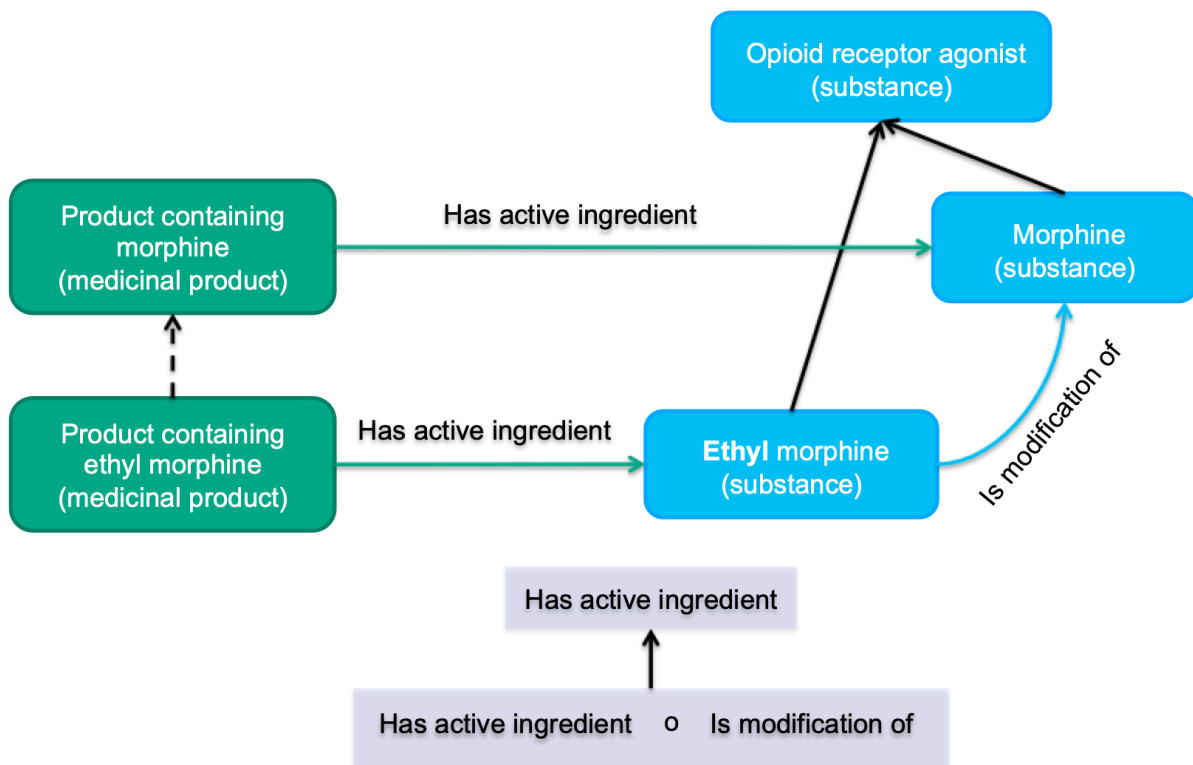 Opioid receptor agonist
(substance)
Product containing
morphine
(medicinal product)
Has active ingredient
Morphine
(substance)
Product containing
ethyl morphine
(medicinal product)
Has active ingredient
Ethyl morphine
(substance)
Is modification of
Has active ingredient
Has active ingredient o Is modification of